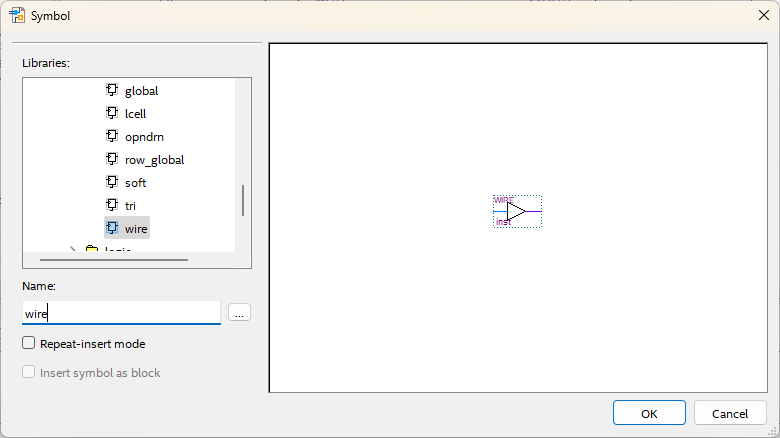 Symbol
Libraries:
global
lcell
opndrn
row_global
soft
tri
wire
logic
Name:
wire
...
Repeat-insert mode
Insert symbol as block
WIRE
inst
OK
Cancel